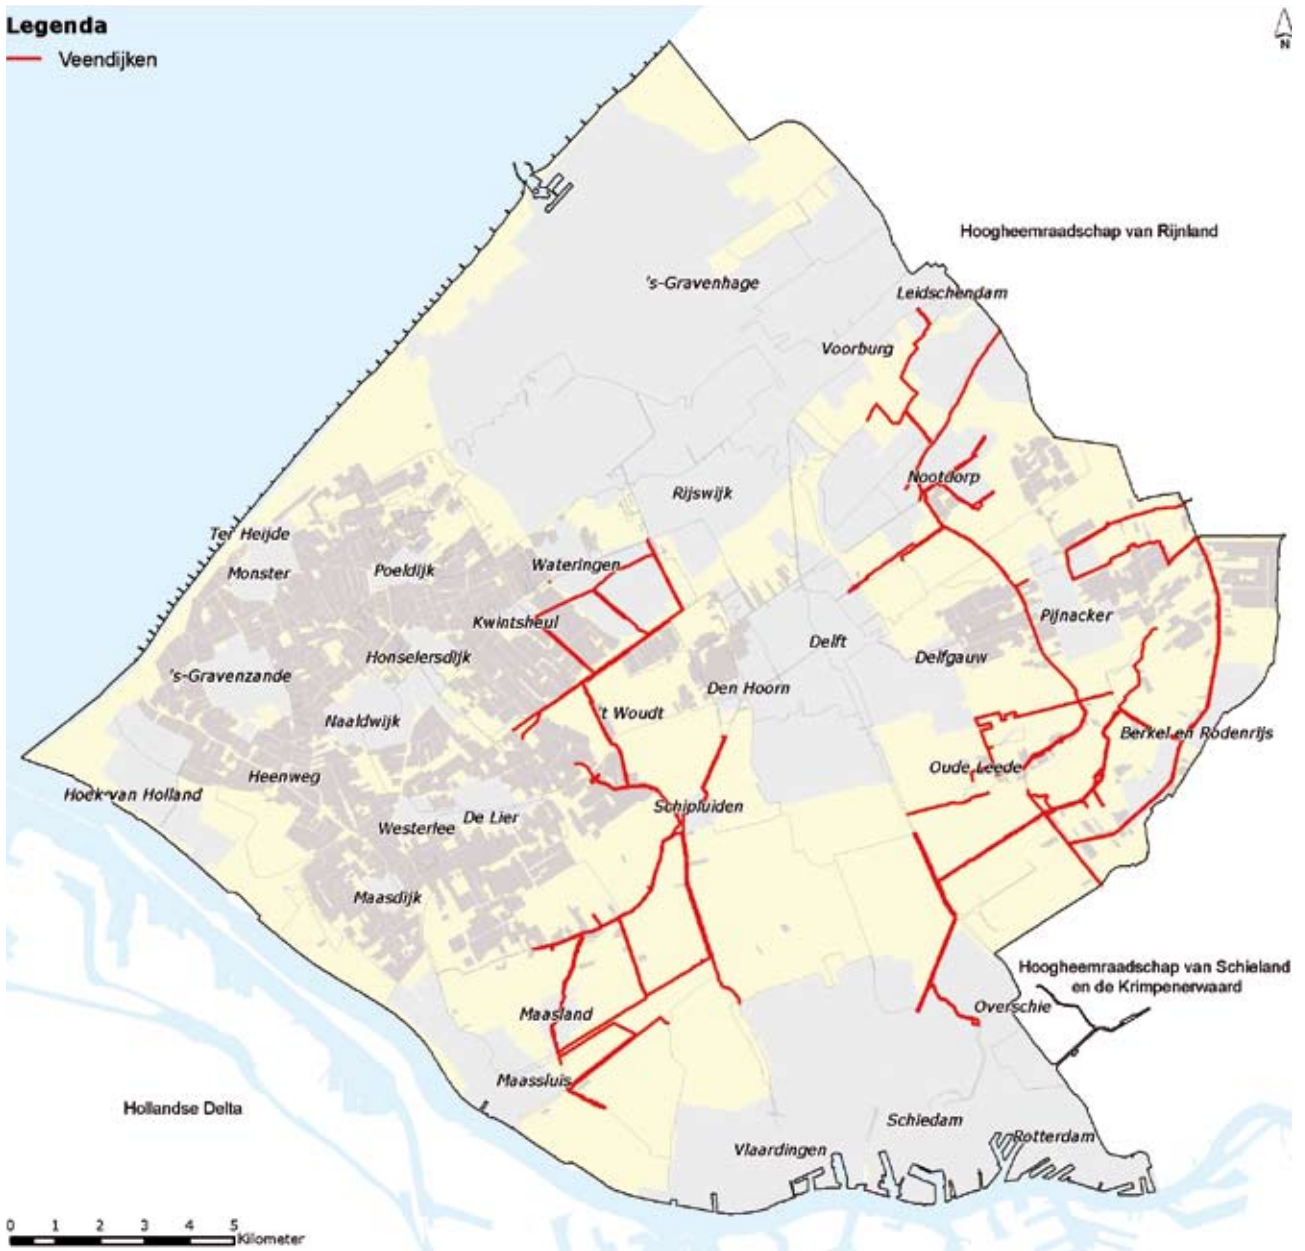 Legenda
Veendijken
N
Hoogheemraadschap van Rijnland
's-Gravenhage
Leidschendam
Voorburg
Nootdorp
Rijswijk
Ter Heijde
Monster
Poeldijk
Wateringen
Kwintsheul
Pijnacker
Delft
Delfgauw
Honselersdijk
's-Gravenzande
Den Hoorn
't Woudt
Naaldwijk
Berkel en Rodenrijs
Oude Leede
Heenweg
Hoek van Holland
Schipluiden
De Lier
Westerlee
Maasdijk
Hoogheemraadschap van Schieland
en de Krimpenerwaard
Overschie
Maasland
Maassluis
Hollandse Delta
Schiedam
Rotterdam
Vlaardingen
0 1 2 3 4 5
Kilometer